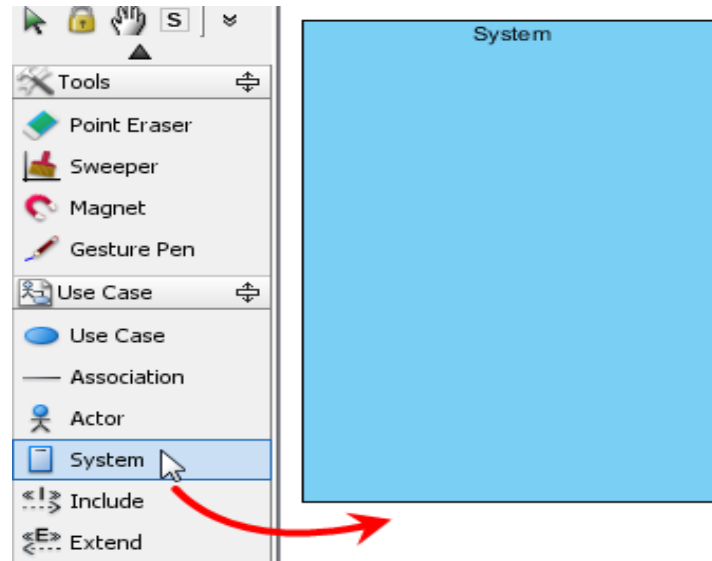 S
System
Tools
Point Eraser
Sweeper
Magnet
Gesture Pen
Use Case
Use Case
Association
Actor
System
«I» Include
«E» Extend